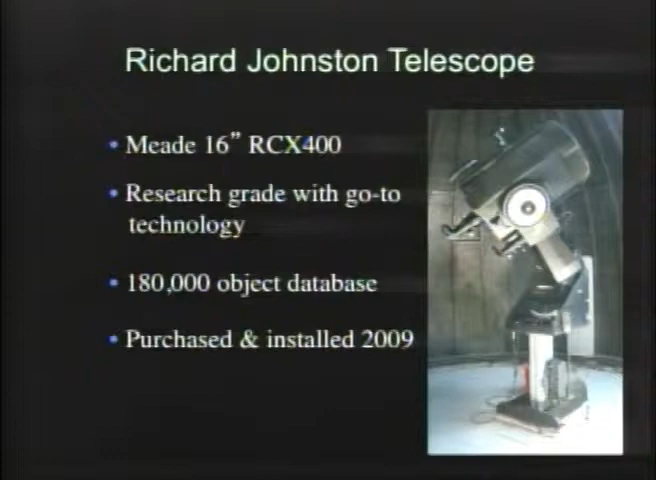 Richard Johnston Telescope
• Meade 16” RCX400
• Research grade with go-to
technology
• 180,000 object database
• Purchased & installed 2009